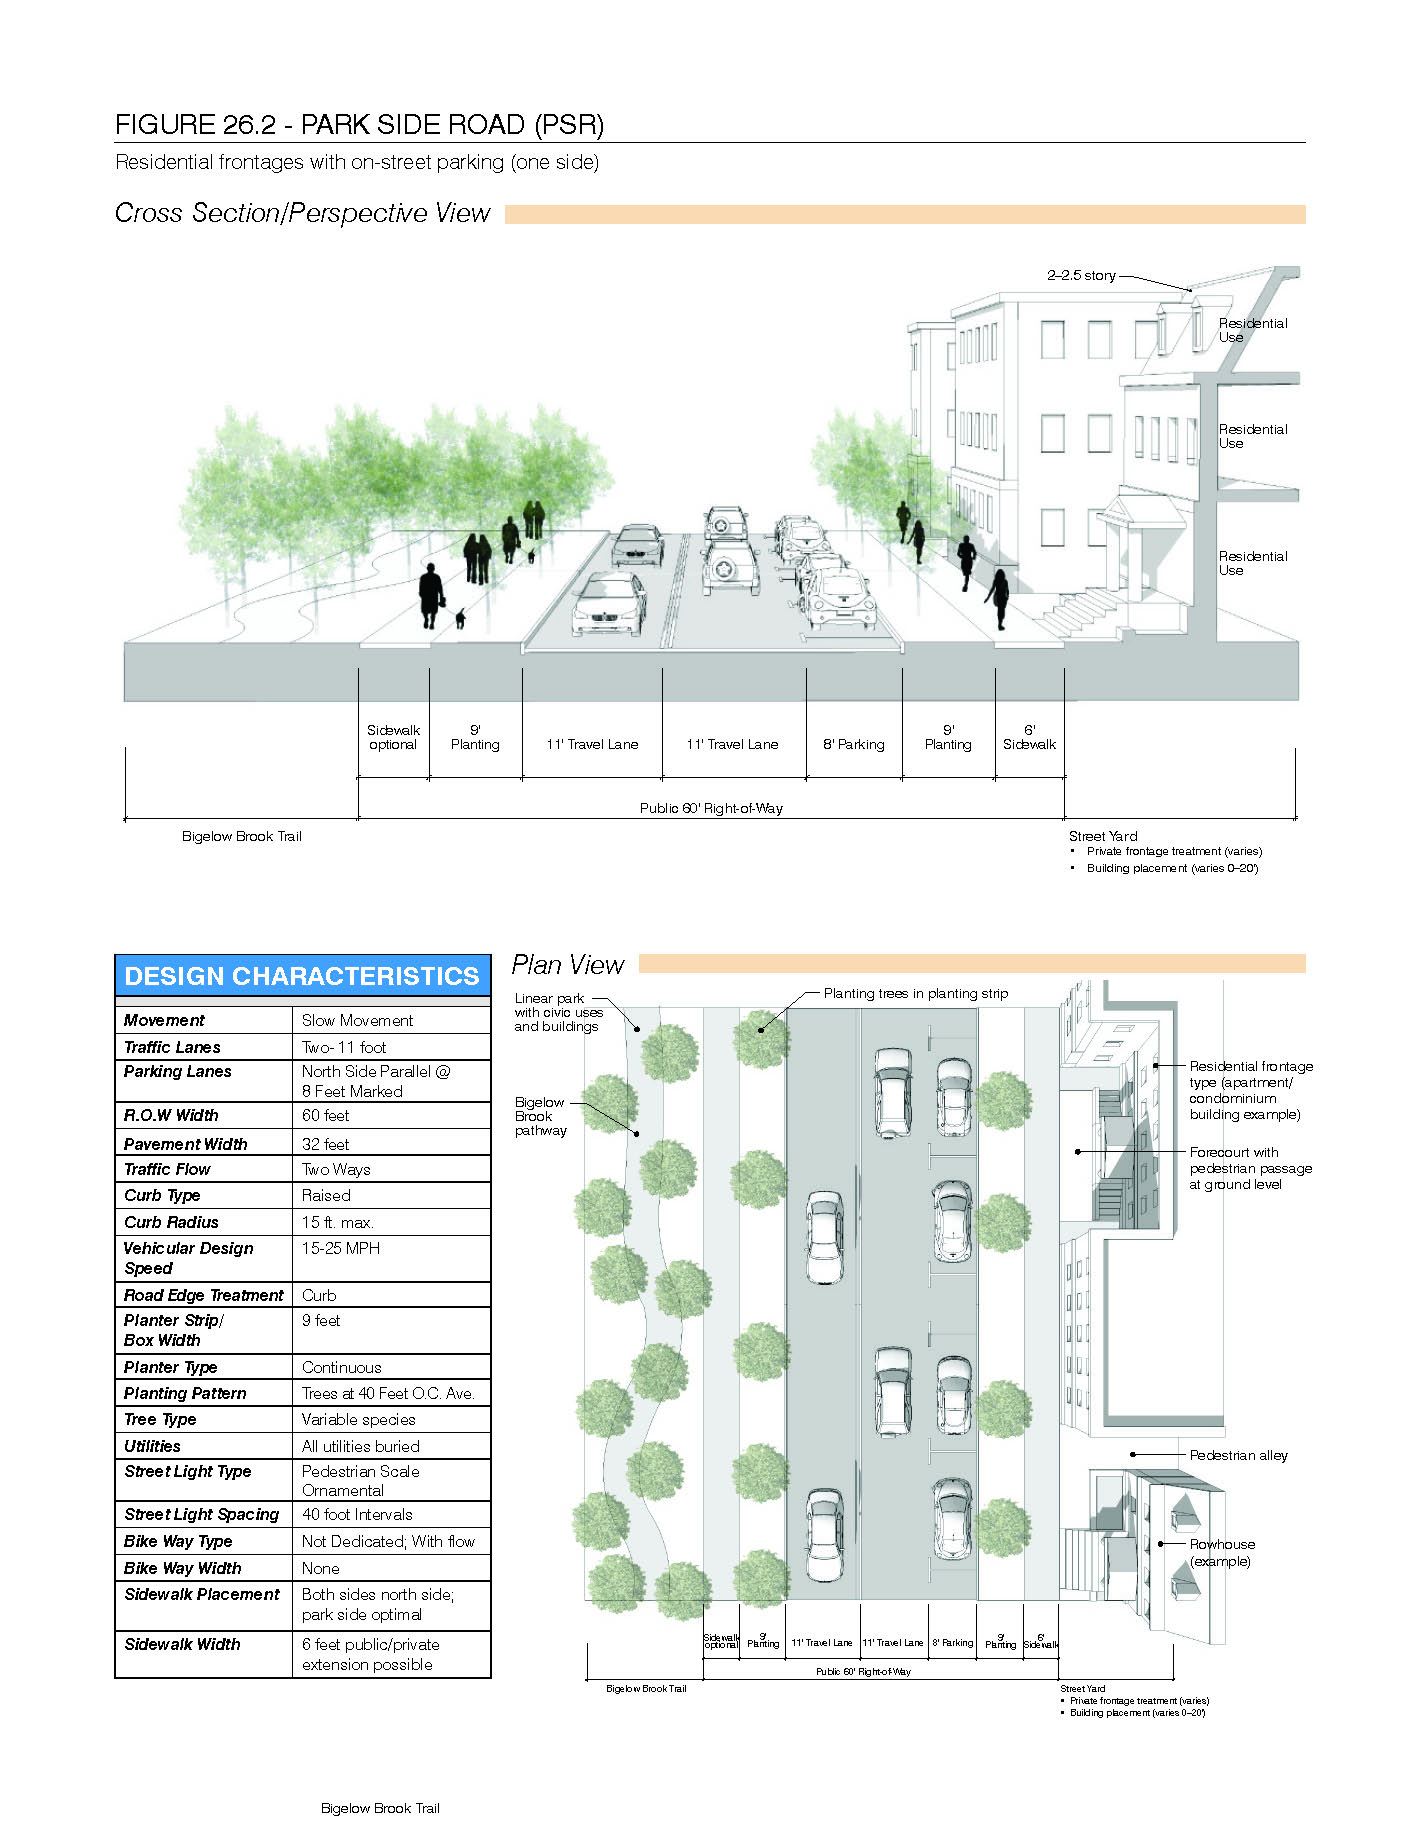 FIGURE 26.2 - PARK SIDE ROAD (PSR)
Residential frontages with on-street parking (one side)
Cross Section/Perspective View
2–2.5 story
Residential
Use
Residential
Use
Residential
Use
Sidewalk
optional
9'
Planting
11' Travel Lane
11' Travel Lane
8' Parking
9'
Planting
6'
Sidewalk
Public 60' Right-of-Way
Bigelow Brook Trail
Street Yard
• Private frontage treatment (varies)
• Building placement (varies 0–20')
DESIGN CHARACTERISTICS
Movement Slow Movement
Traffic Lanes Two- 11 foot
Parking Lanes North Side Parallel @
8 Feet Marked
R.O.W Width 60 feet
Pavement Width 32 feet
Traffic Flow Two Ways
Curb Type Raised
Curb Radius 15 ft. max.
Vehicular Design 15-25 MPH
Speed
Road Edge Treatment Curb
Planter Strip/ 9 feet
Box Width
Planter Type Continuous
Planting Pattern Trees at 40 Feet O.C. Ave.
Tree Type Variable species
Utilities All utilities buried
Street Light Type Pedestrian Scale
Ornamental
Street Light Spacing 40 foot Intervals
Bike Way Type Not Dedicated; With flow
Bike Way Width None
Sidewalk Placement Both sides north side;
park side optimal
Sidewalk Width 6 feet public/private
extension possible
Plan View
Linear park
with civic uses
and buildings
Planting trees in planting strip
Bigelow
Brook
pathway
Residential frontage
type (apartment/
condominium
building example)
Forecourt with
pedestrian passage
at ground level
Pedestrian alley
Rowhouse
(example)
Sidewalk
optional
9'
Planting
11' Travel Lane
11' Travel Lane
8' Parking
9'
Planting
6'
Sidewalk
Public 60' Right-of-Way
Bigelow Brook Trail
Street Yard
• Private frontage treatment (varies)
• Building placement (varies 0–20')
Bigelow Brook Trail